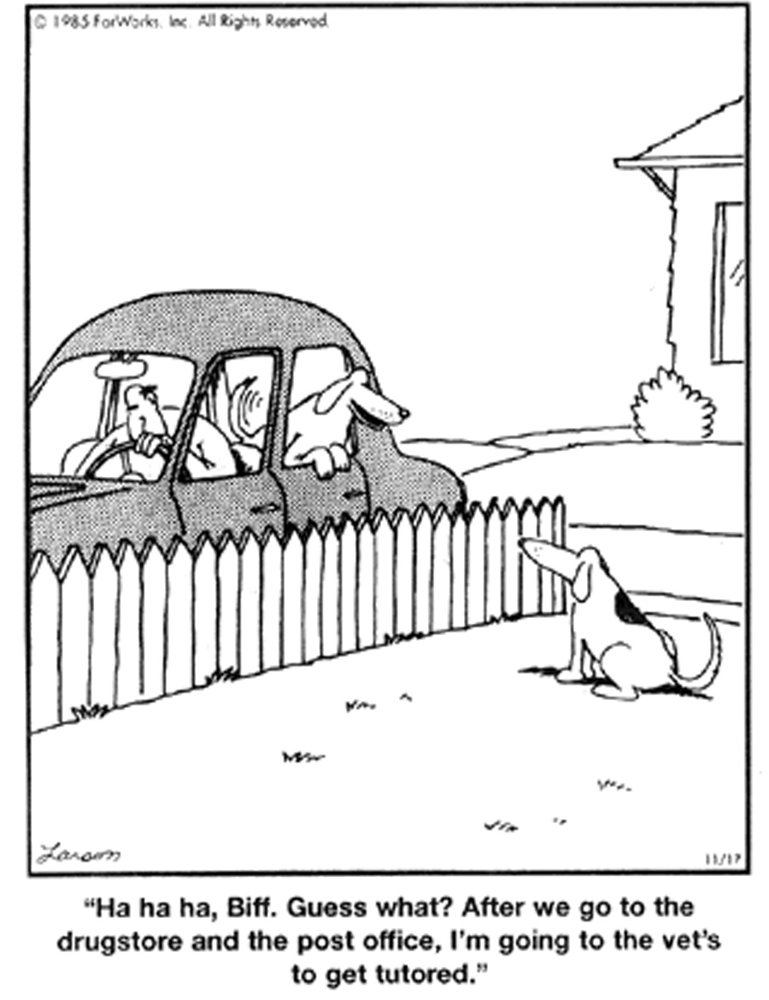 © 1985 FarWorks, Inc. All Rights Reserved.
Larson
11/17
“Ha ha ha, Biff. Guess what? After we go to the
drugstore and the post office, I’m going to the vet’s
to get tutored.”